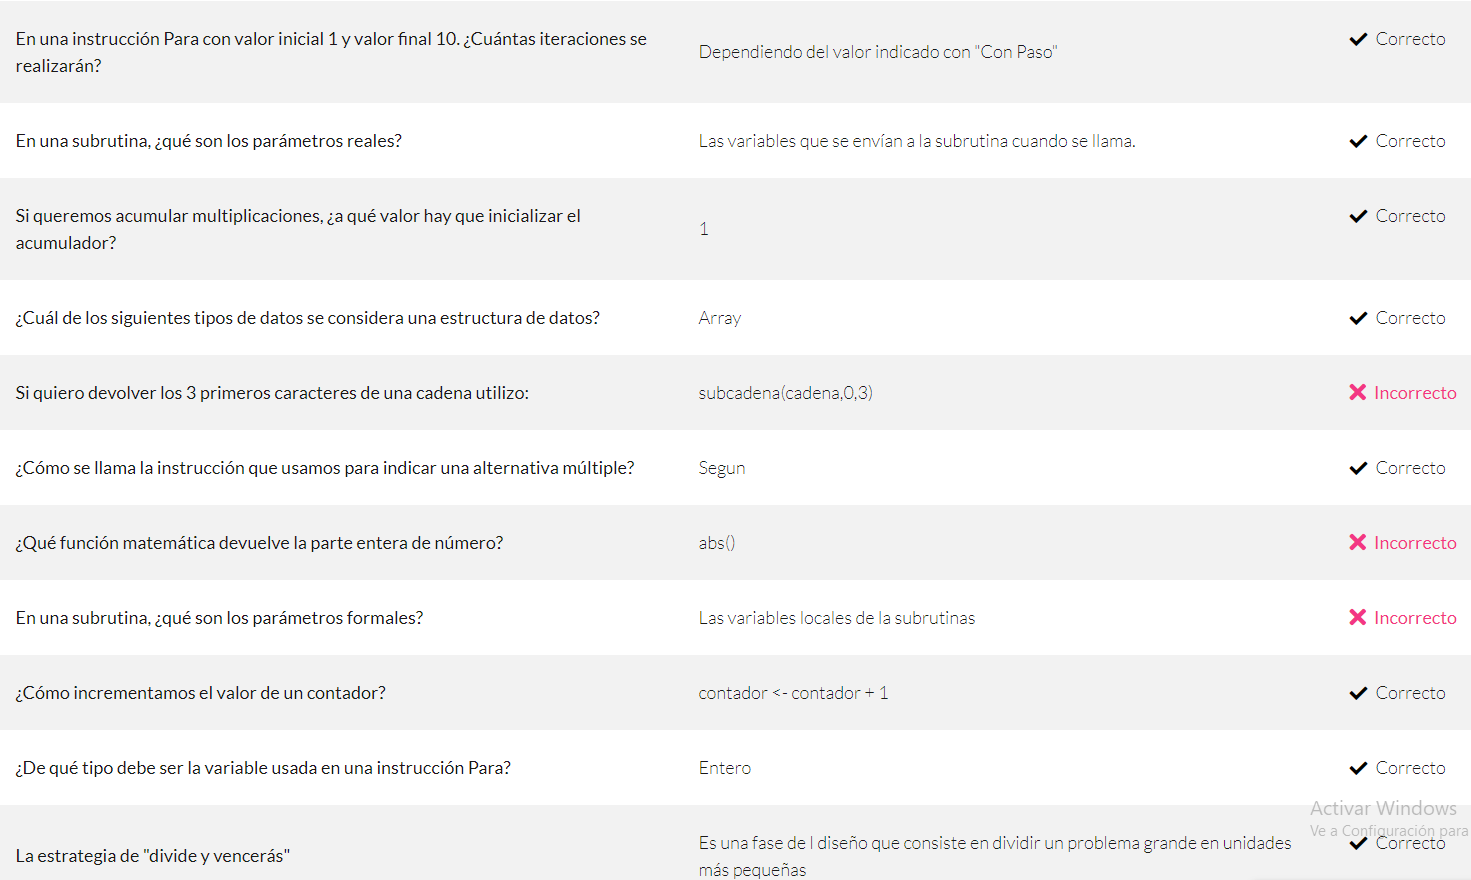 En una instrucción Para con valor inicial 1 y valor final 10. ¿Cuántas iteraciones se
realizarán?
Dependiendo del valor indicado con "Con Paso"
Correcto
En una subrutina, ¿qué son los parámetros reales?
Las variables que se envían a la subrutina cuando se llama.
Correcto
Si queremos acumular multiplicaciones, ¿a qué valor hay que inicializar el
acumulador?
1
Correcto
¿Cuál de los siguientes tipos de datos se considera una estructura de datos?
Array
Correcto
Si quiero devolver los 3 primeros caracteres de una cadena utilizo:
subcadena(cadena,0,3)
Incorrecto
¿Cómo se llama la instrucción que usamos para indicar una alternativa múltiple?
Segun
Correcto
¿Qué función matemática devuelve la parte entera de número?
abs()
Incorrecto
En una subrutina, ¿qué son los parámetros formales?
Las variables locales de la subrutinas
Incorrecto
¿Cómo incrementamos el valor de un contador?
contador <- contador + 1
Correcto
¿De qué tipo debe ser la variable usada en una instrucción Para?
Entero
Correcto
La estrategia de "divide y vencerás"
Es una fase de l diseño que consiste en dividir un problema grande en unidades
más pequeñas
Correcto
Activar Windows
Ve a Configuración para